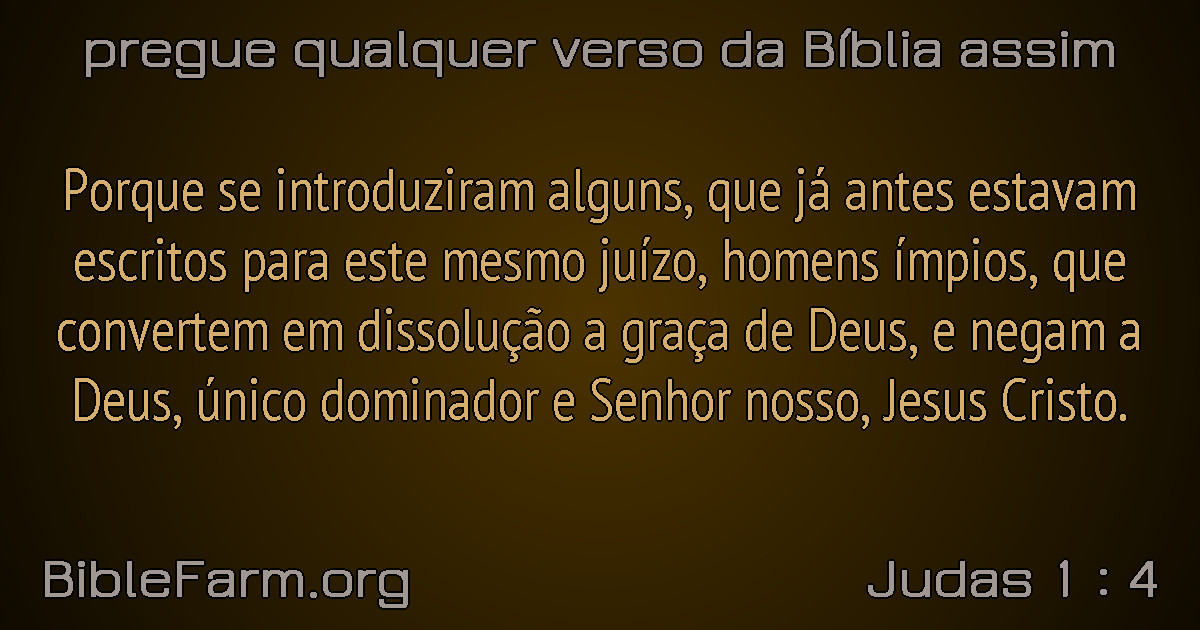 pregue qualquer verso da Bíblia assim
Porque se introduziram alguns, que já antes estavam
escritos para este mesmo juízo, homens ímpios, que
convertem em dissolução a graça de Deus, e negam a
Deus, único dominador e Senhor nosso, Jesus Cristo.
BibleFarm.org
Judas 1 : 4